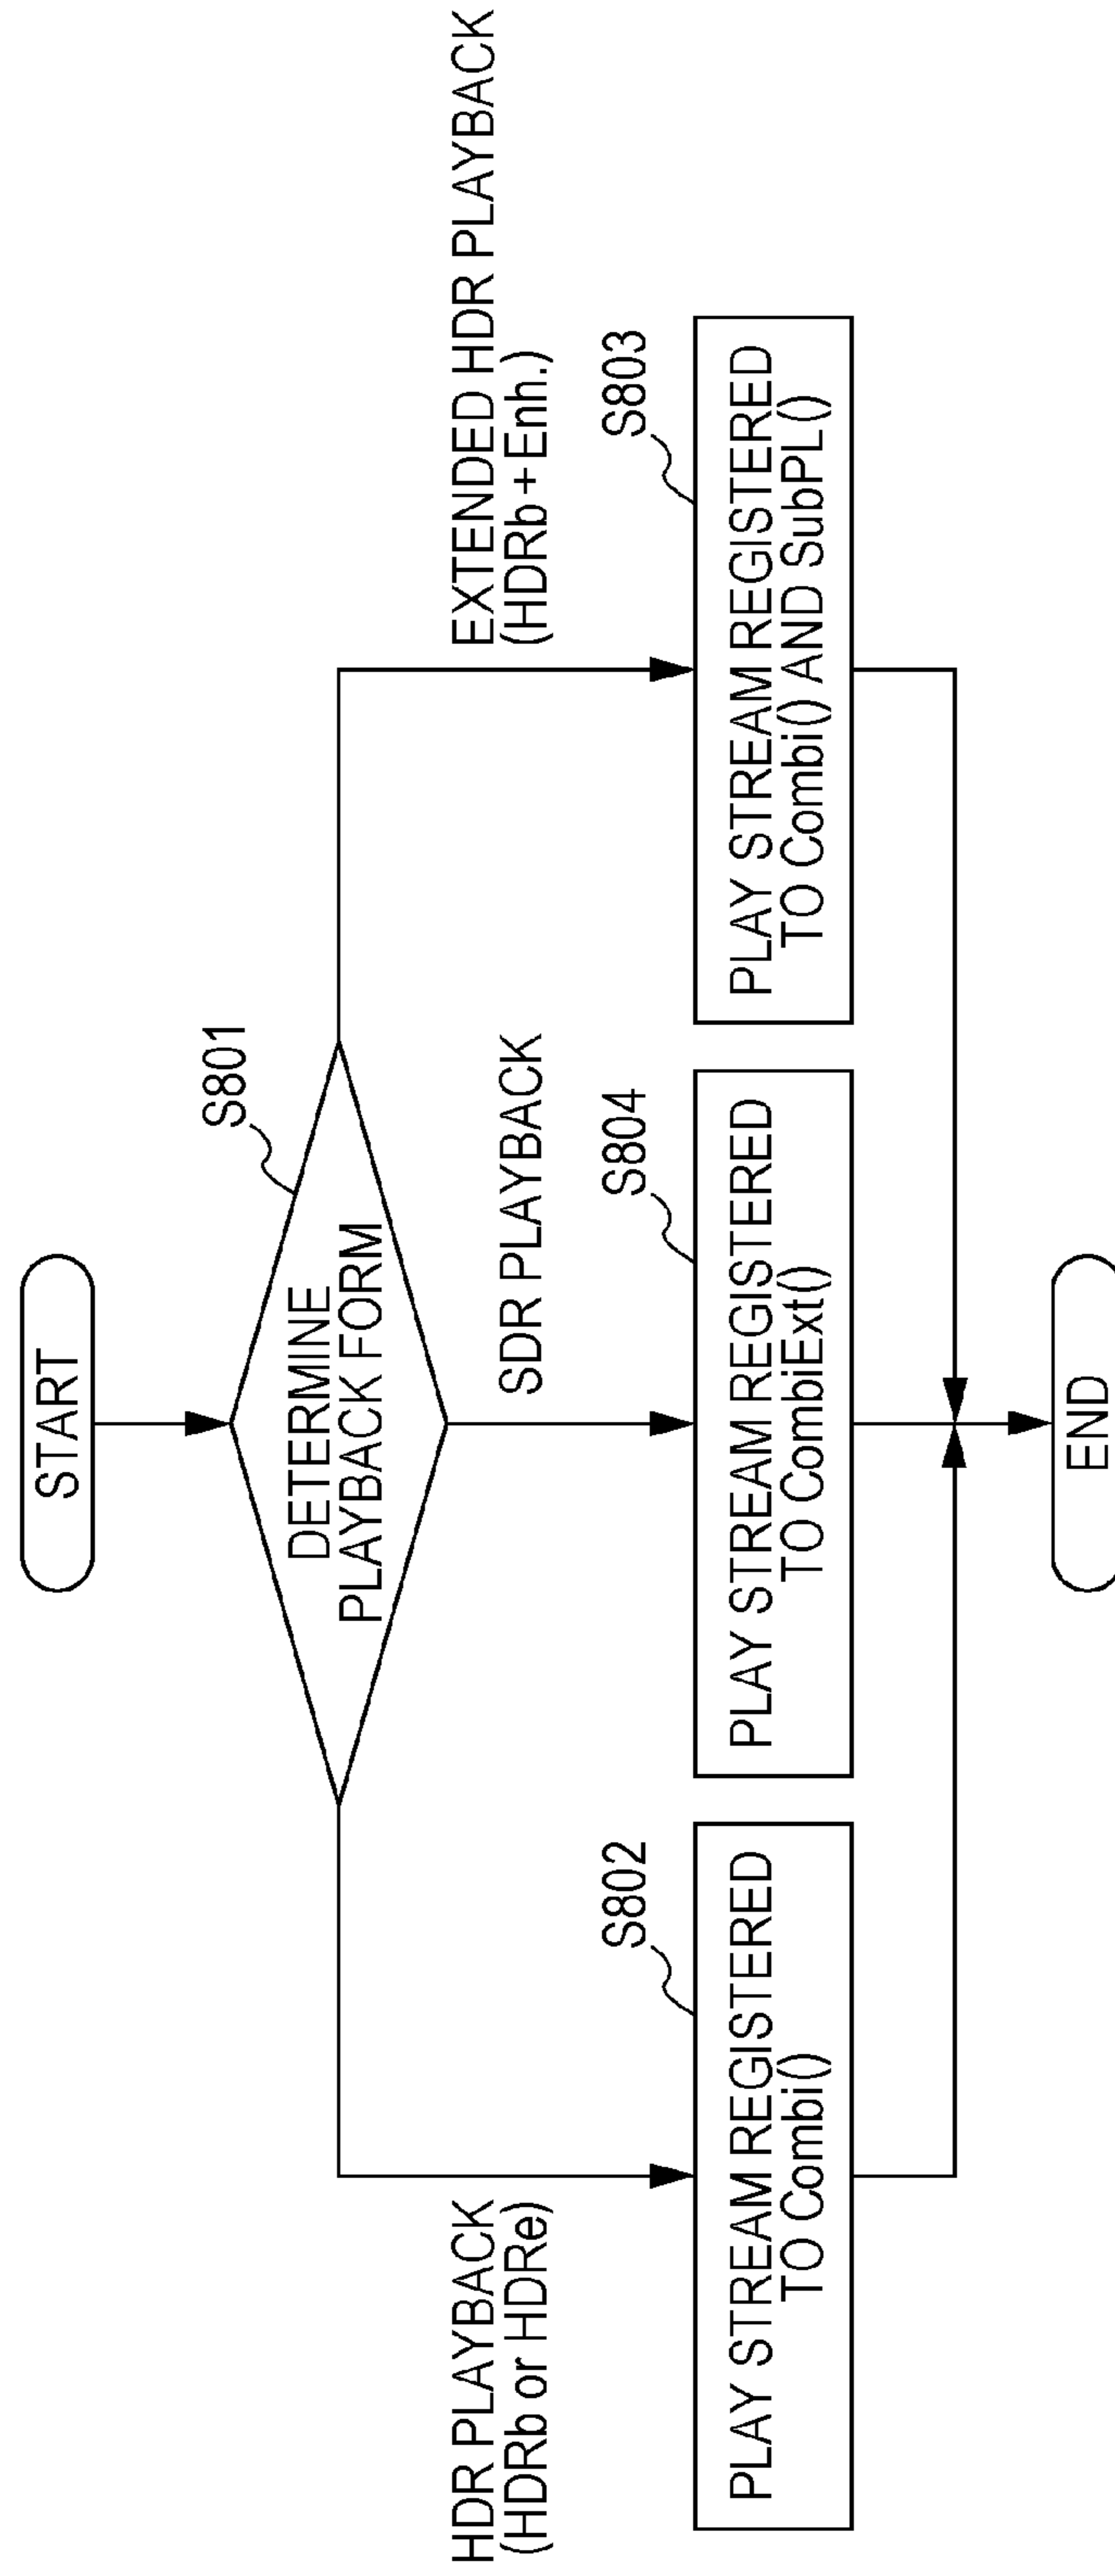 START
S801
DETERMINE
PLAYBACK FORM
HDR PLAYBACK
(HDRb or HDRe)
SDR PLAYBACK
EXTENDED HDR PLAYBACK
(HDRb + Enh.)
S802
PLAY STREAM REGISTERED
TO Combi()
S804
PLAY STREAM REGISTERED
TO CombiExt()
S803
PLAY STREAM REGISTERED
TO Combi() AND SubPL()
END